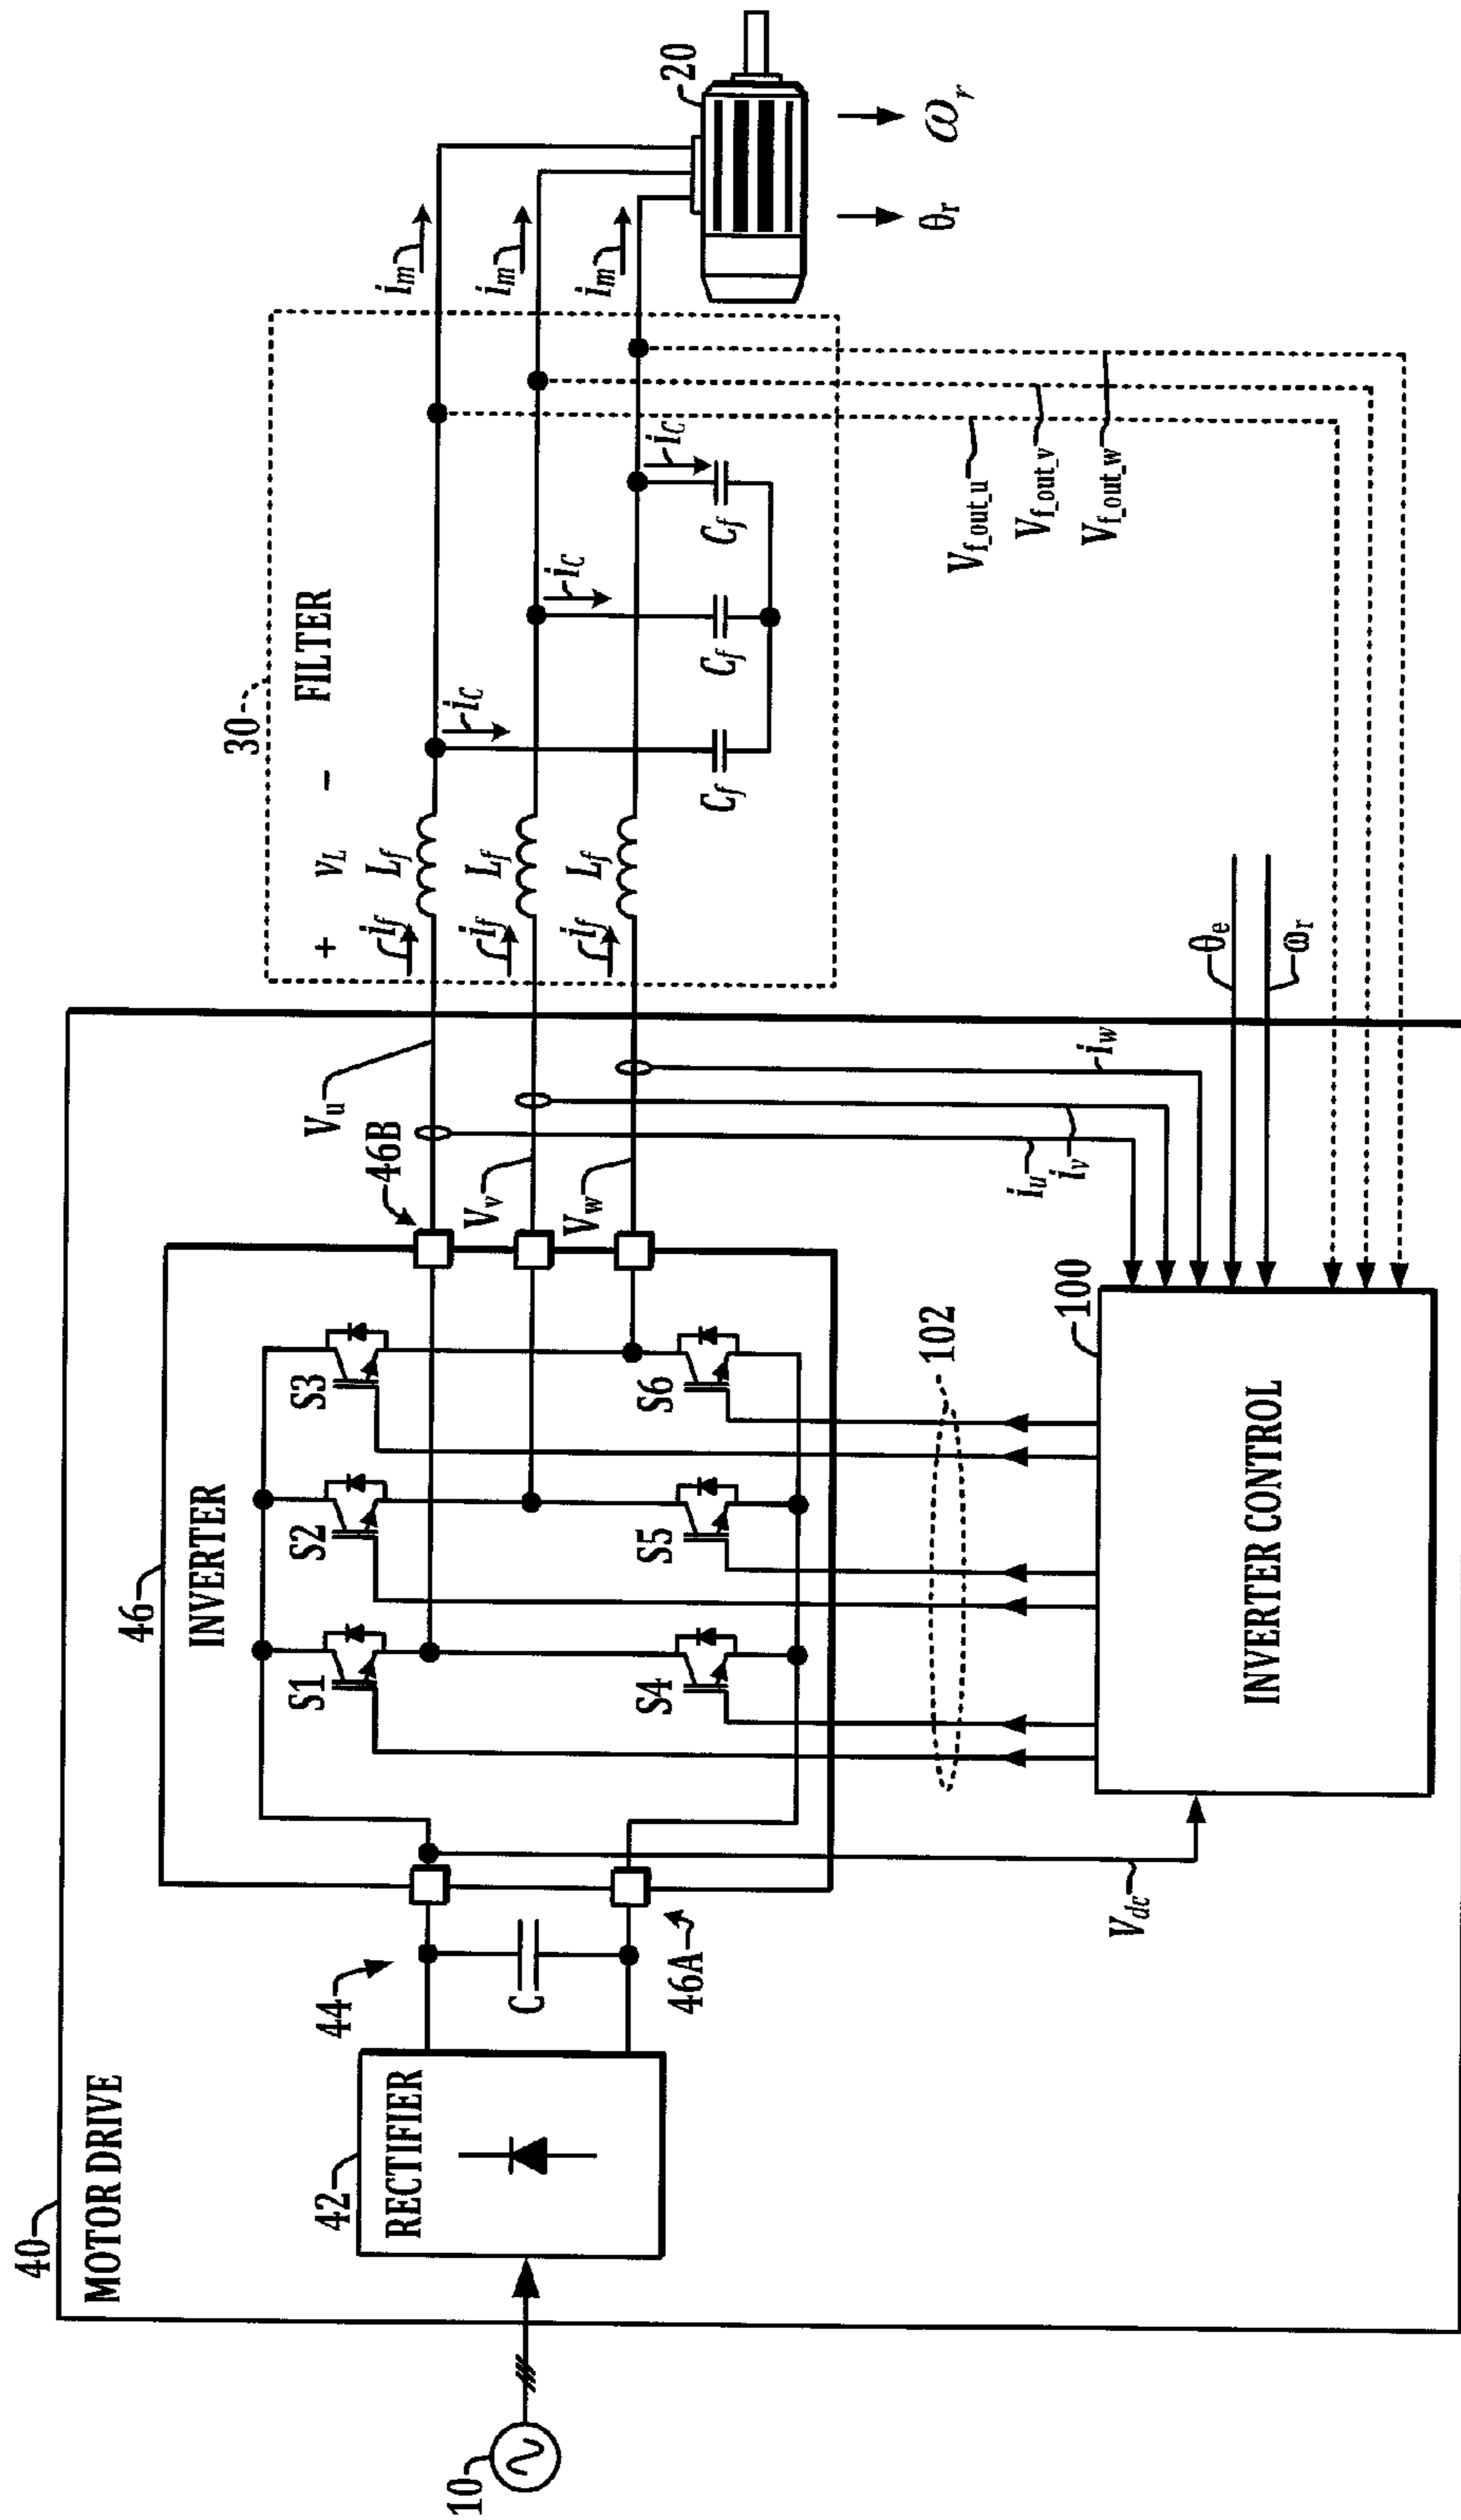 40
MOTOR DRIVE
10
42
RECTIFIER
44
C
46A
46
INVERTER
S1
S2
S3
S4
S5
S6
46B
Vu
Vv
Vw
102
100
INVERTER CONTROL
Vdc
iu
iv
iw
θe
ωr
30
FILTER
+ vL -
if
Lf
if
Lf
if
Lf
iC
iC
iC
Cf
Cf
Cf
Vf_out_u
Vf_out_v
Vf_out_w
im
im
im
20
θr
ωr